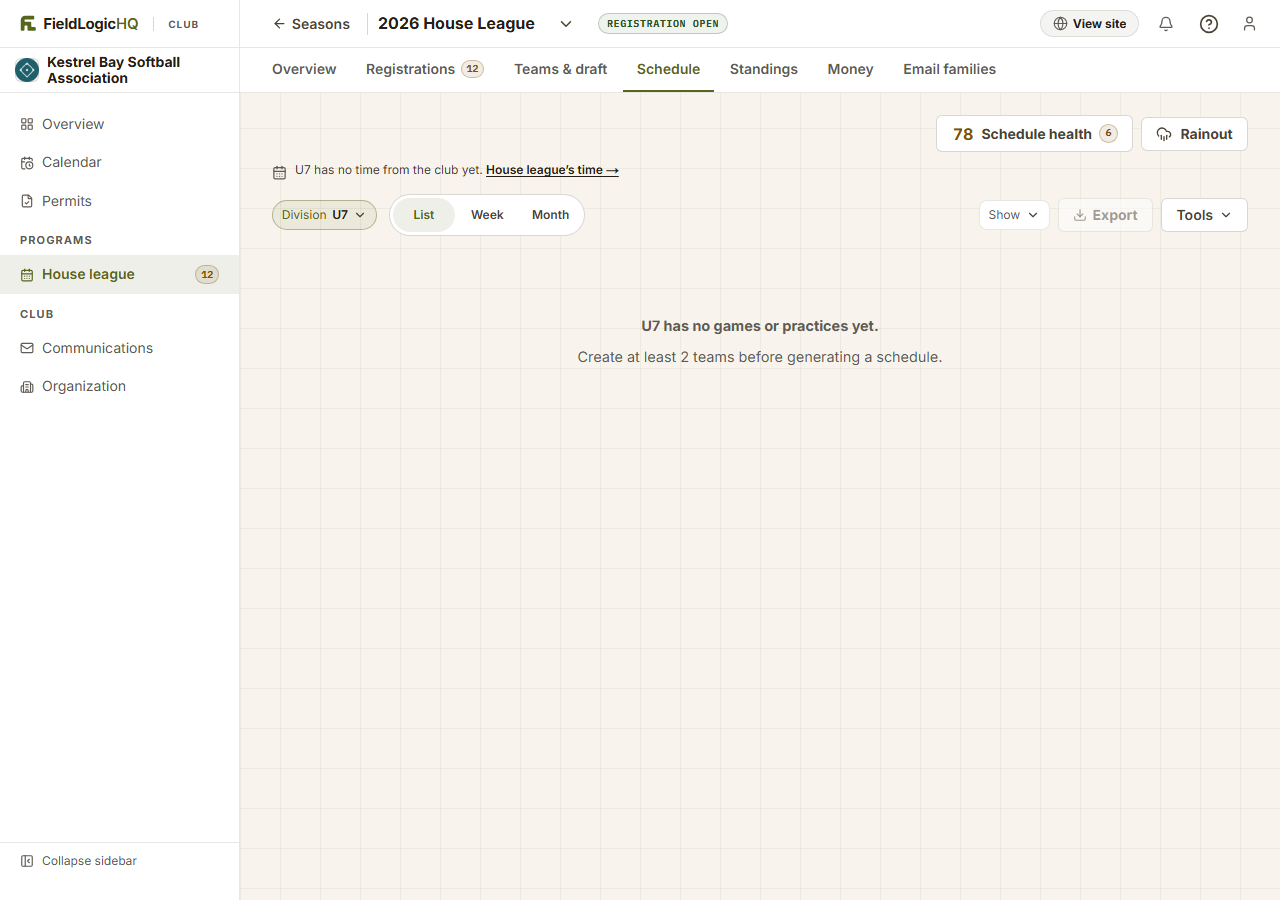 FieldLogicHQ CLUB
Seasons
2026 House League
REGISTRATION OPEN
View site
Kestrel Bay Softball
Association
Overview
Registrations 12
Teams & draft
Schedule
Standings
Money
Email families
Overview
Calendar
Permits
PROGRAMS
House league 12
CLUB
Communications
Organization
Collapse sidebar
78 Schedule health 6
Rainout
U7 has no time from the club yet. House league’s time →
Division U7
List
Week
Month
Show
Export
Tools
U7 has no games or practices yet.
Create at least 2 teams before generating a schedule.